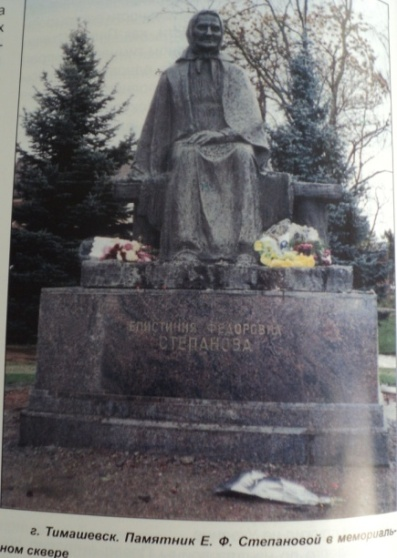 а
х
-
ЕПИСТИНИЯ ФЕДОРОВНА
СТЕПАНОВА
г. Тимашевск. Памятник Е. Ф. Степановой в мемориаль-
ном сквере